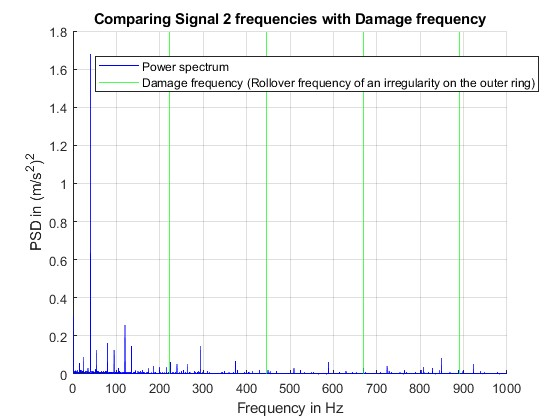 Comparing Signal 2 frequencies with Damage frequency
Power spectrum
Damage frequency (Rollover frequency of an irregularity on the outer ring)
PSD in (m/s²)²
1.8
1.6
1.4
1.2
1
0.8
0.6
0.4
0.2
0
0 100 200 300 400 500 600 700 800 900 1000
Frequency in Hz